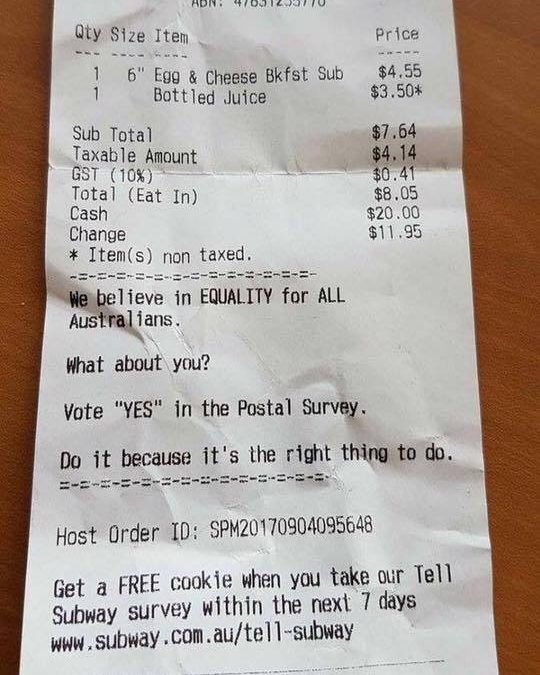 ABN: 47631255770
Qty Size Item Price
--- ---- ---- -----
1 6" Egg & Cheese Bkfst Sub $4.55
1 Bottled Juice $3.50*
Sub Total $7.64
Taxable Amount $4.14
GST (10%) $0.41
Total (Eat In) $8.05
Cash $20.00
Change $11.95
* Item(s) non taxed.
-=-=-=-=-=-=-=-=-=-=-=-=-=-=-
We believe in EQUALITY for ALL
Australians.
What about you?
Vote "YES" in the Postal Survey.
Do it because it's the right thing to do.
=-=-=-=-=-=-=-=-=-=-=-=-=-=-=
Host Order ID: SPM20170904095648
Get a FREE cookie when you take our Tell
Subway survey within the next 7 days
www.subway.com.au/tell-subway